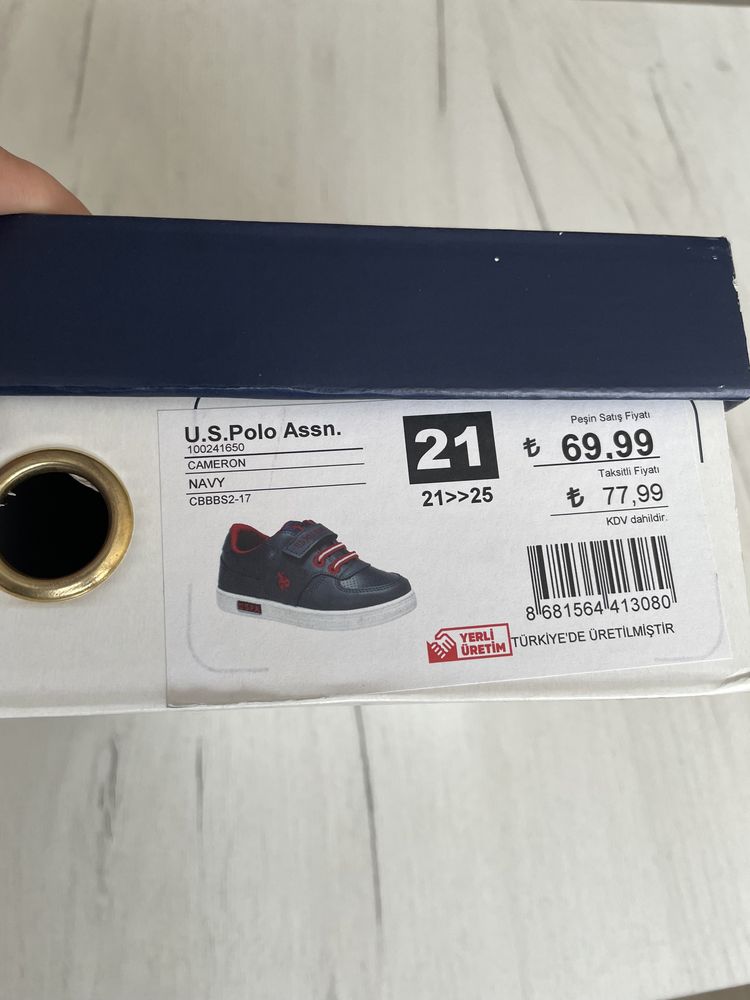 U.S.Polo Assn.
100241650
CAMERON
NAVY
CBBBS2-17
21
21>>25
Peşin Satış Fiyatı
₺ 69.99
Taksitli Fiyatı
₺ 77,99
KDV dahildir.
8 681564 413080
YERLİ
ÜRETİM
TÜRKİYE'DE ÜRETİLMİŞTİR